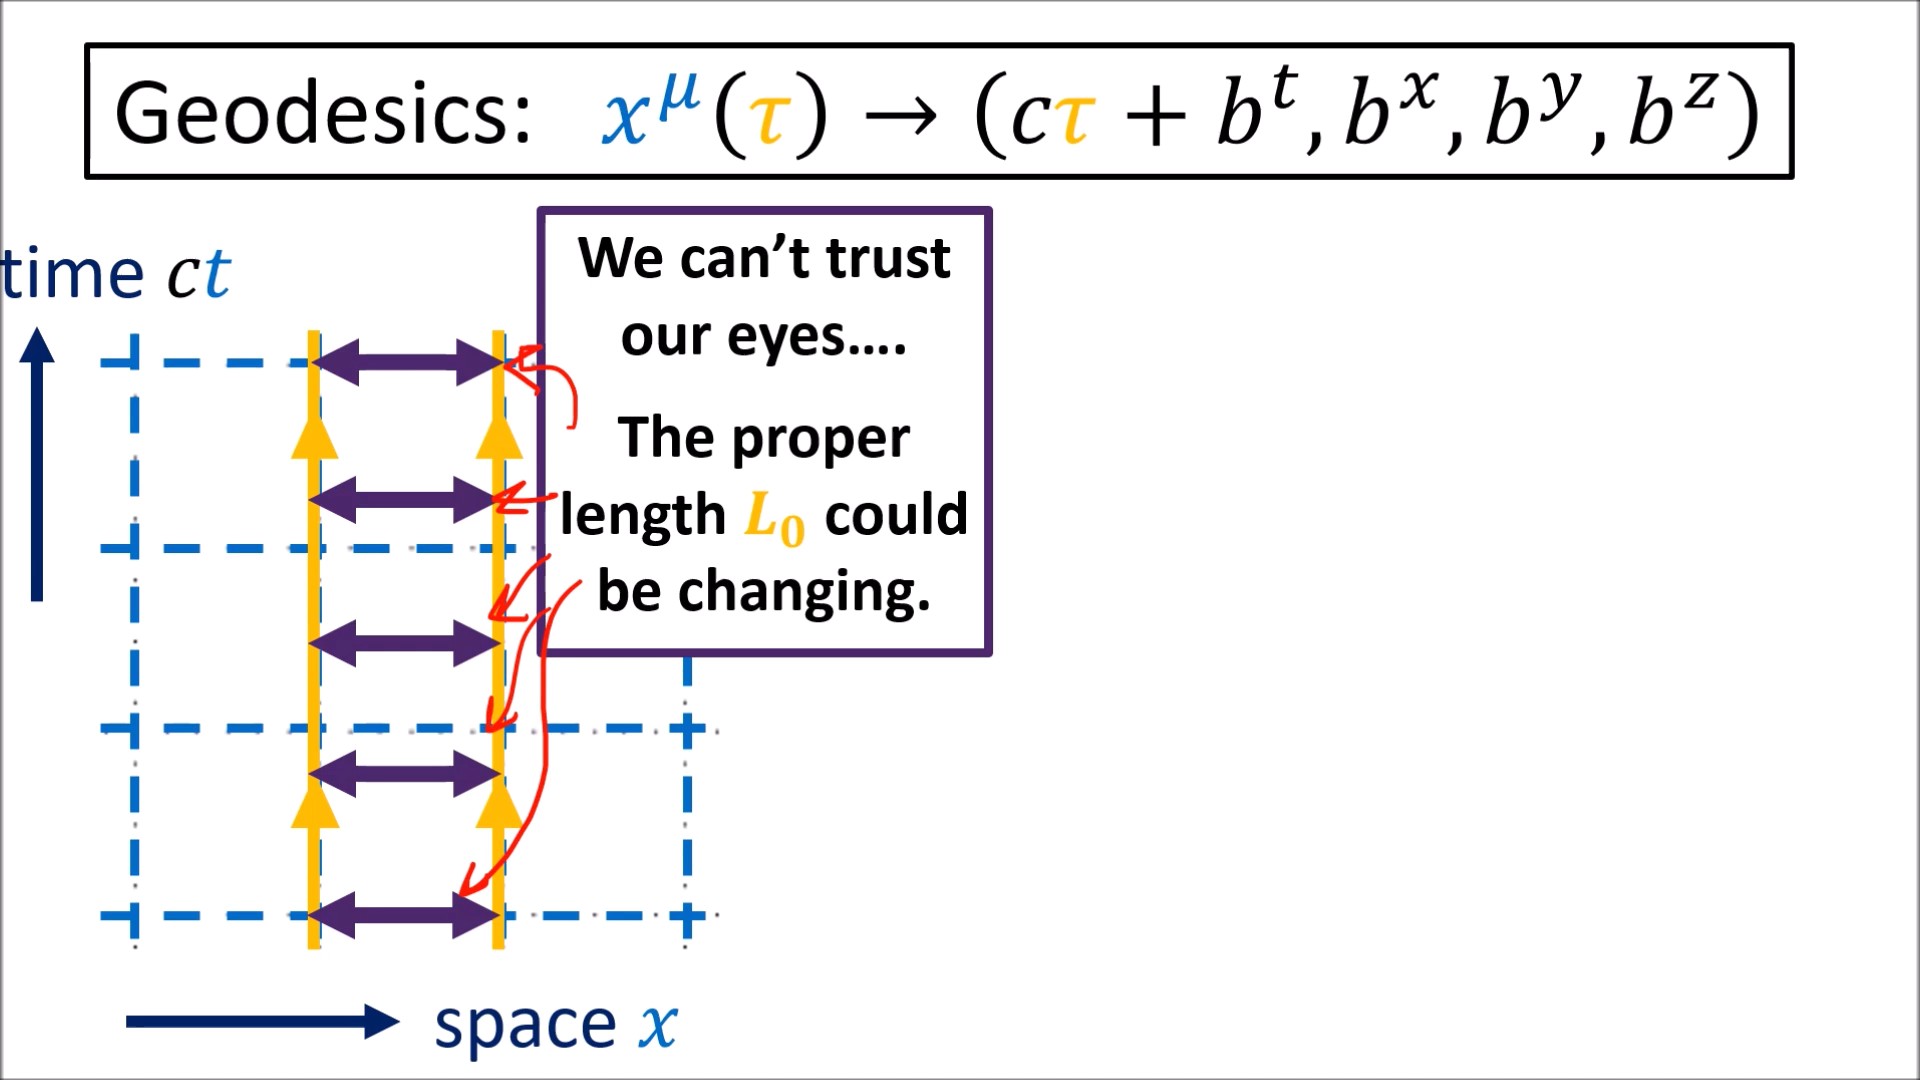 Geodesics: x^μ(τ) → (cτ + b^t, b^x, b^y, b^z)
time ct
We can’t trust
our eyes....
The proper
length L₀ could
be changing.
space x